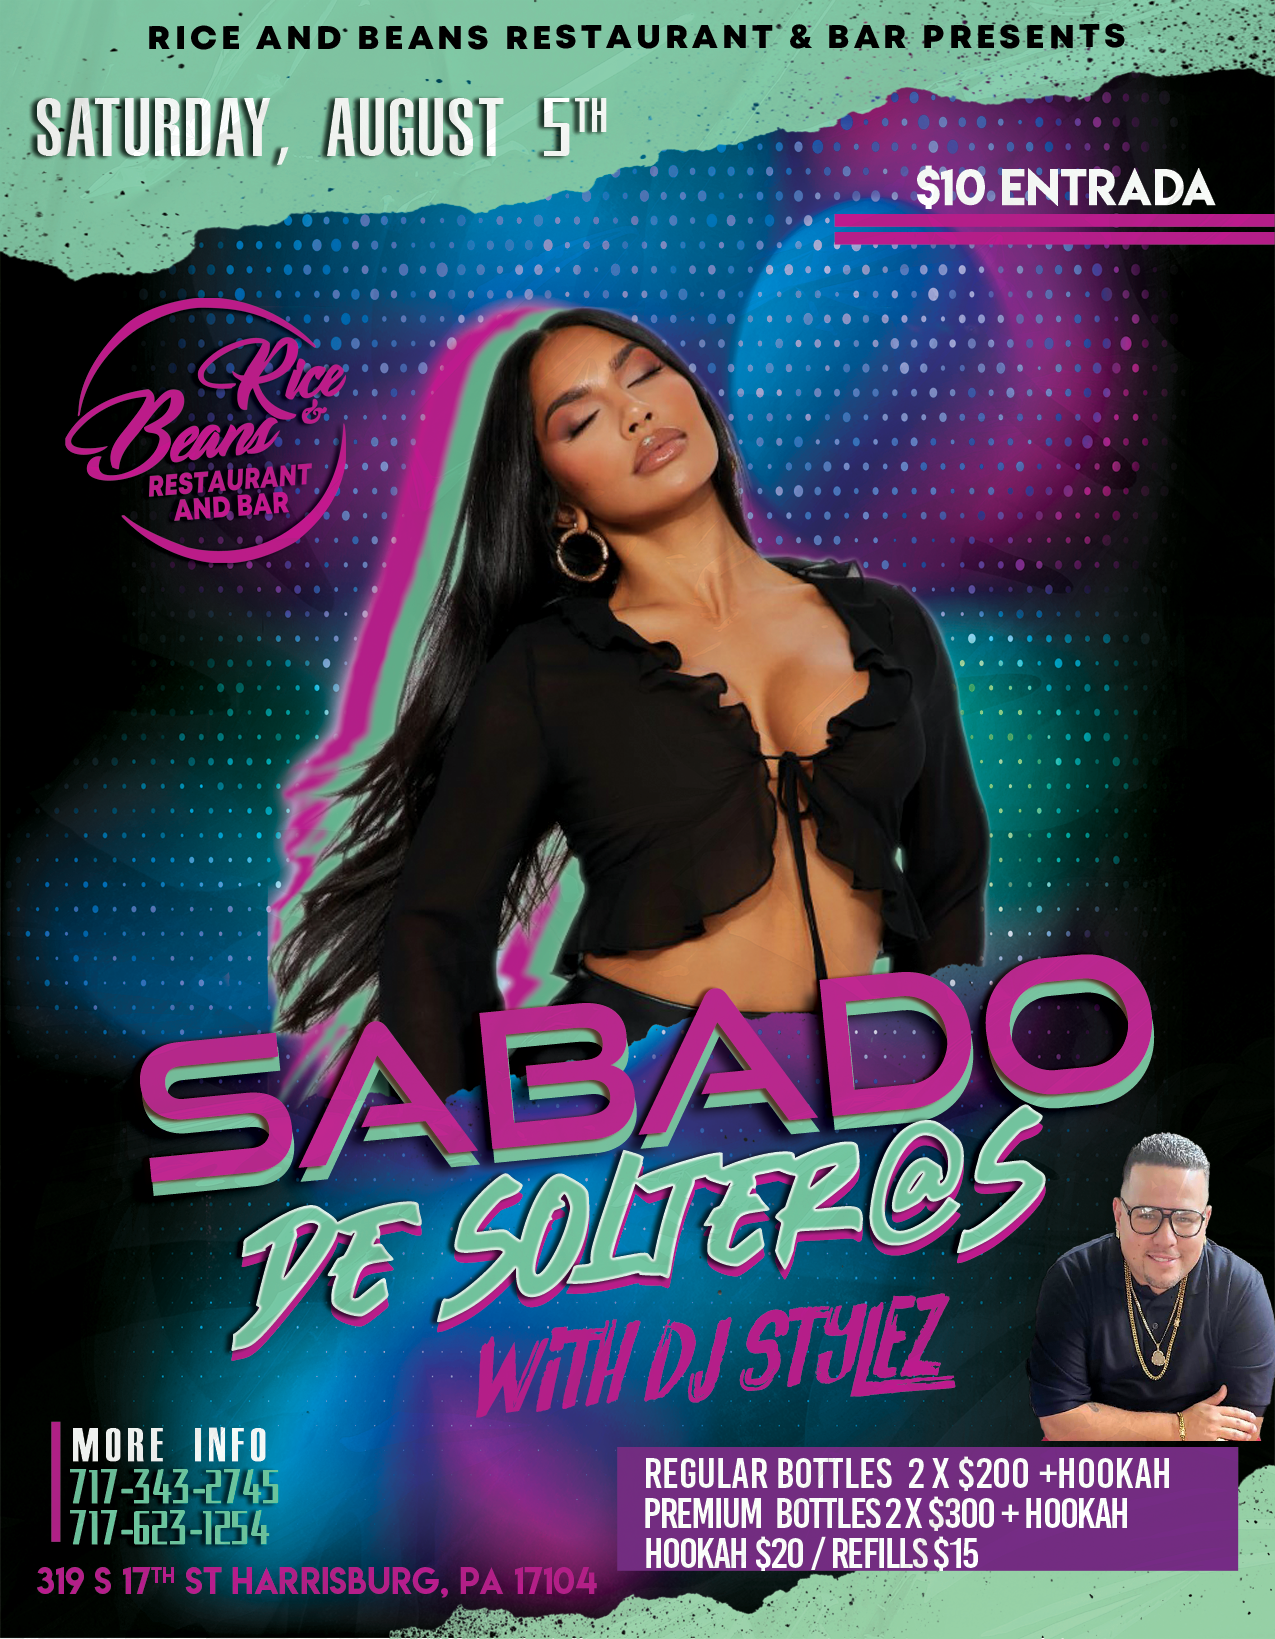 RICE AND BEANS RESTAURANT & BAR PRESENTS
SATURDAY, AUGUST 5TH
$10 ENTRADA
Rice
&
Beans
RESTAURANT
AND BAR
SABADO
DE SOLTER@S
WITH DJ STYLEZ
MORE INFO
717-343-2745
717-623-1254
319 S 17TH ST HARRISBURG, PA 17104
REGULAR BOTTLES 2 X $200 +HOOKAH
PREMIUM BOTTLES 2 X $300 + HOOKAH
HOOKAH $20 / REFILLS $15